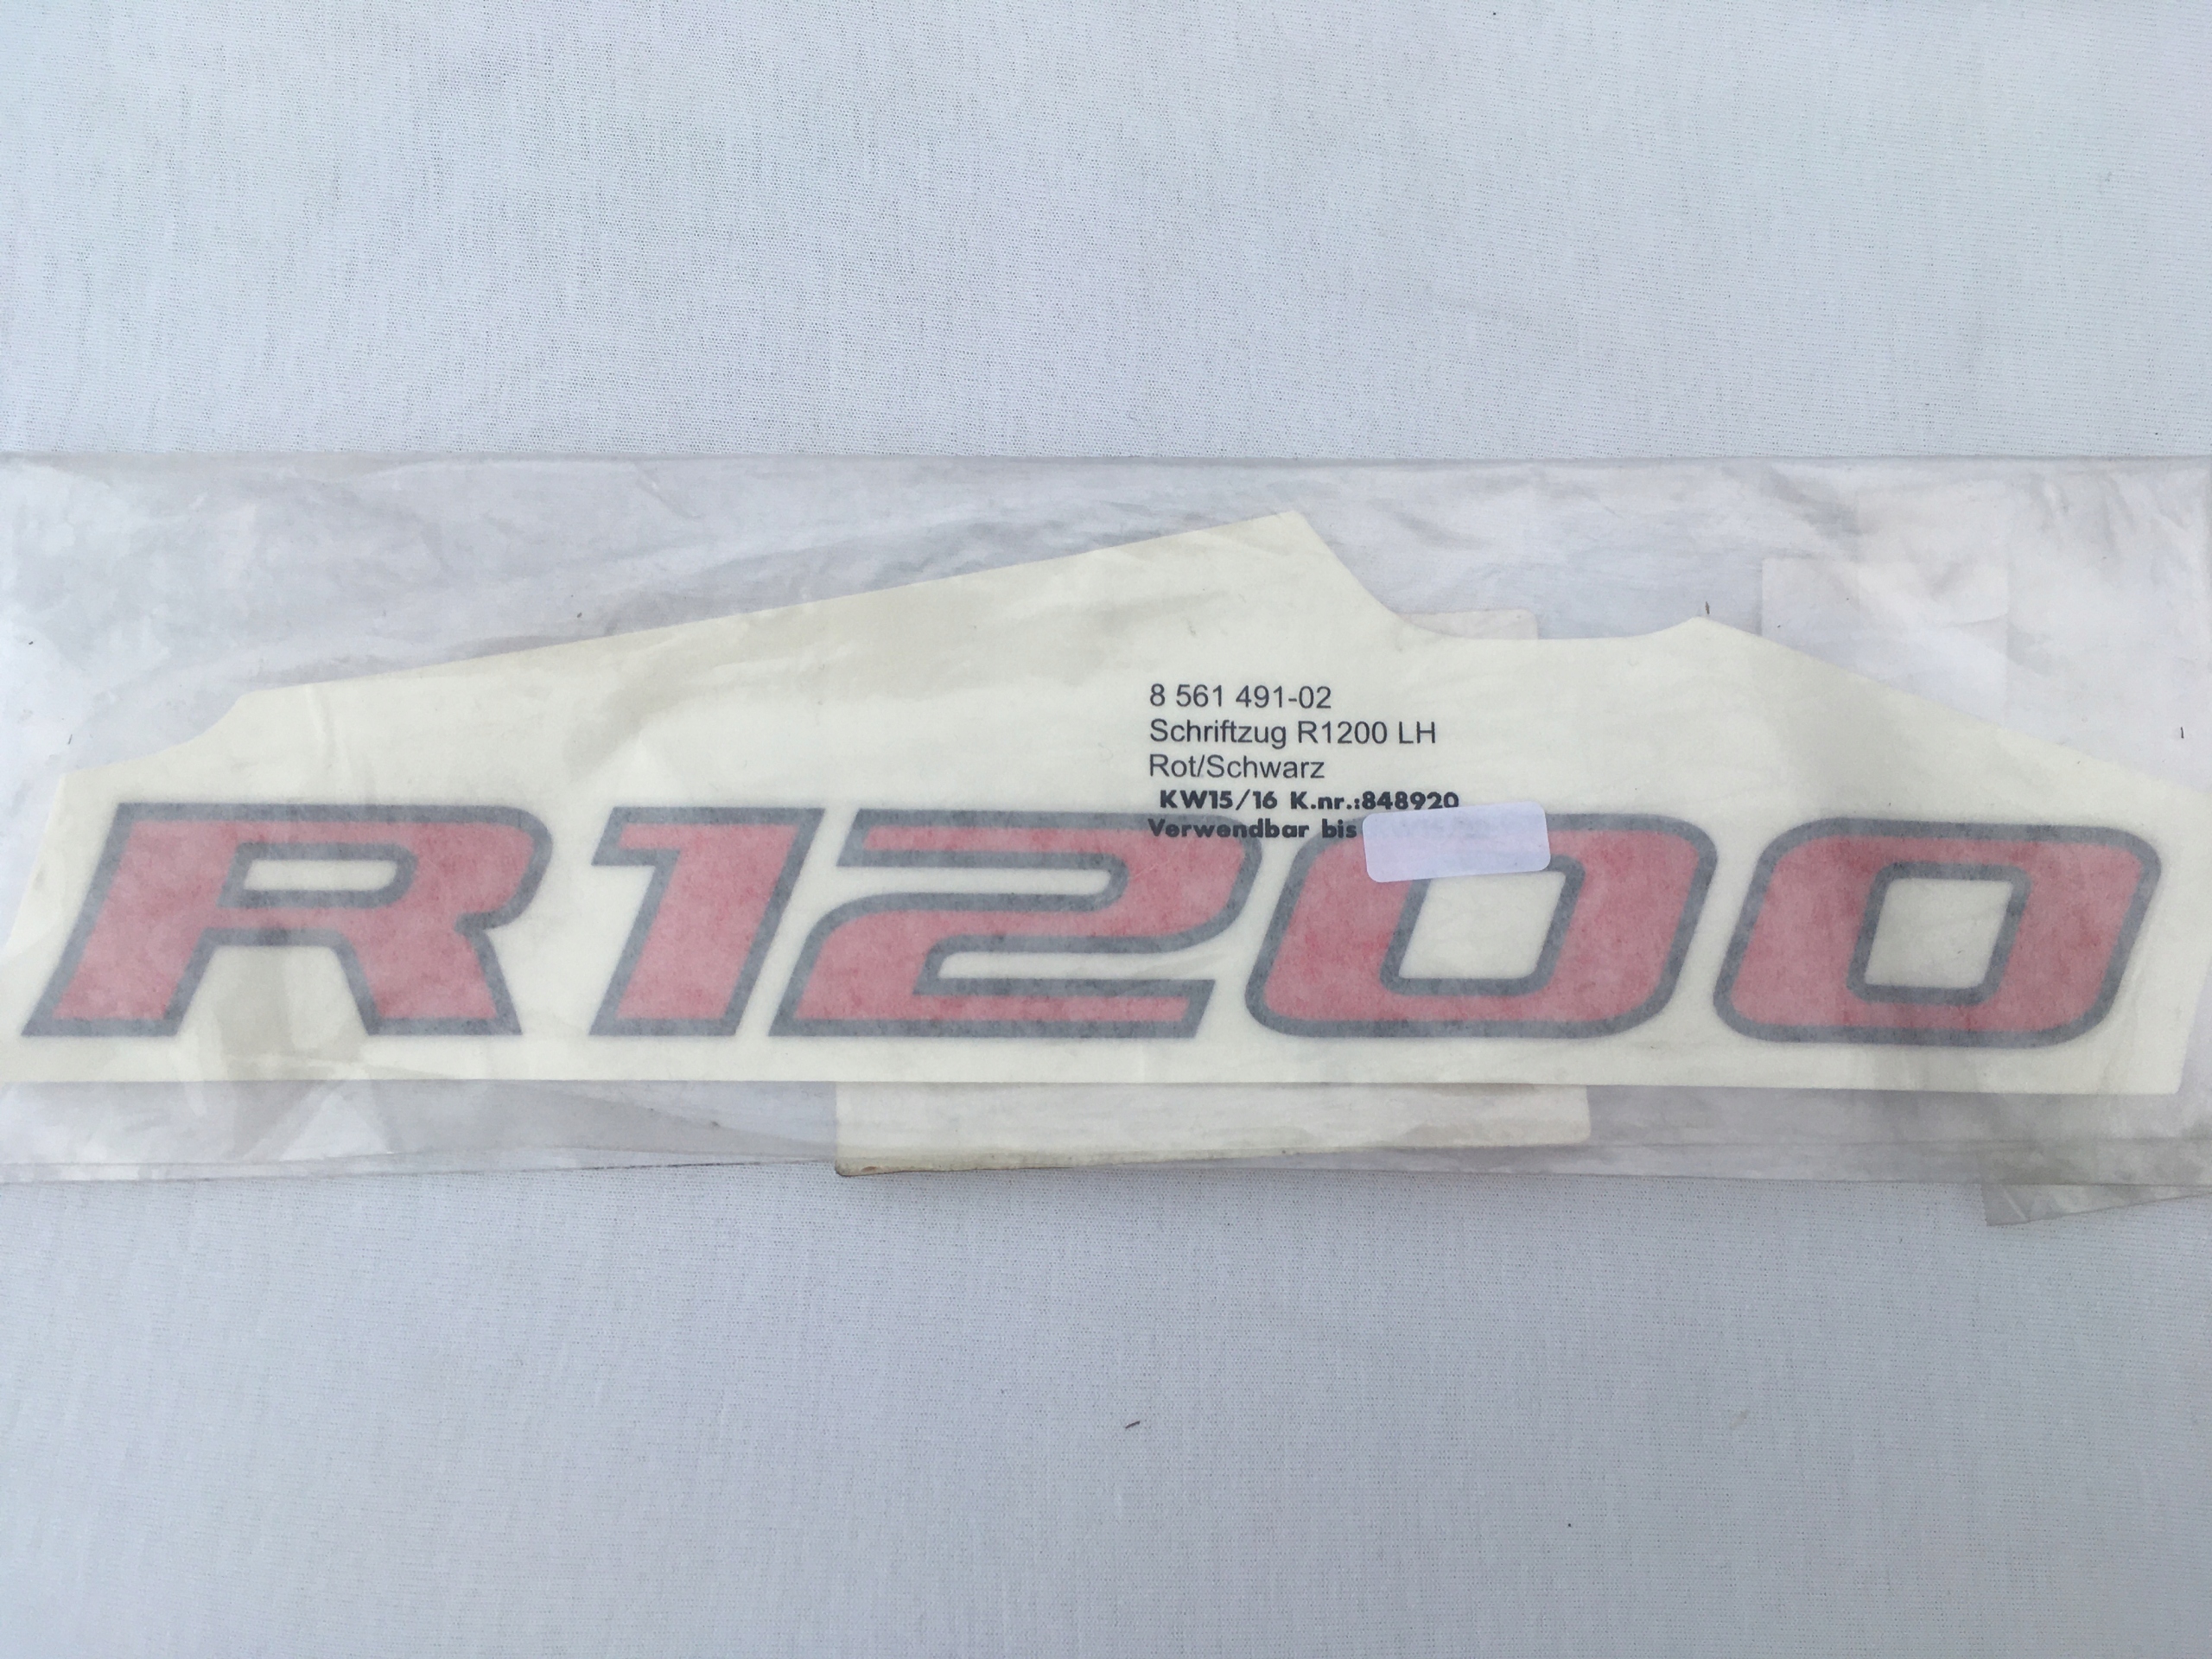 8 561 491-02
Schriftzug R1200 LH
Rot/Schwarz
KW15/16 K.nr.:848920
Verwendbar bis
R1200